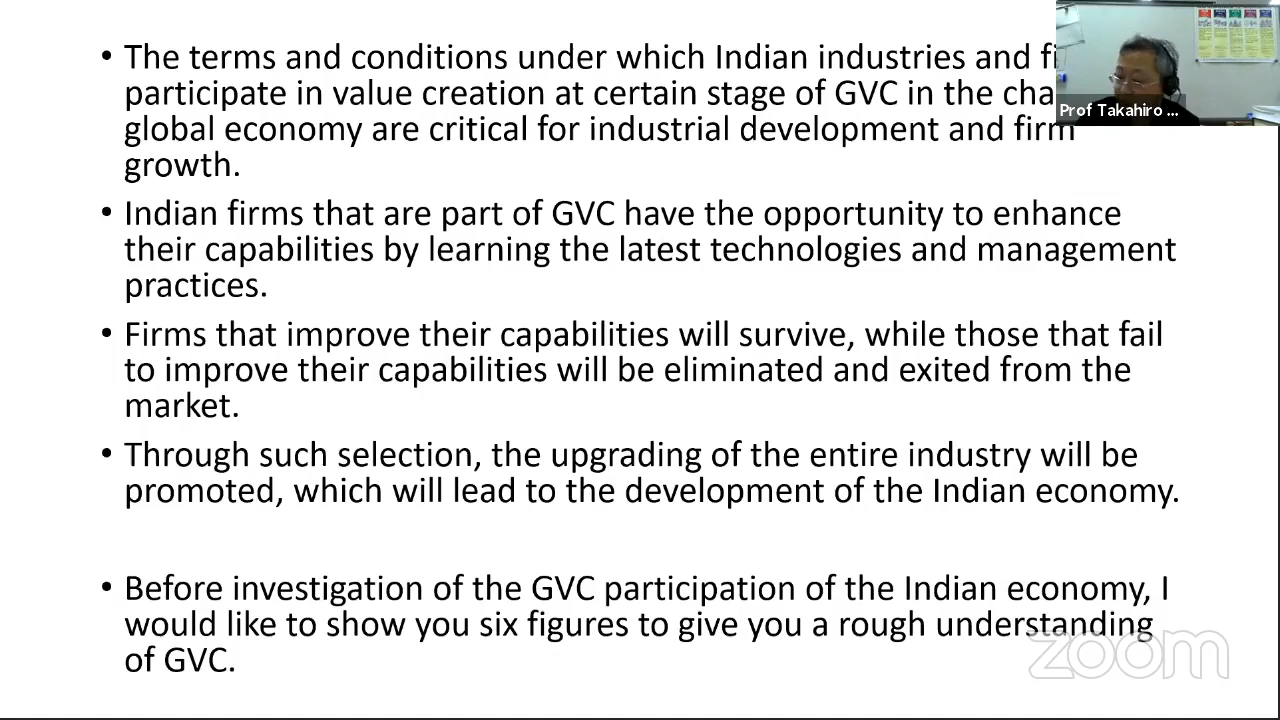 • The terms and conditions under which Indian industries and
participate in value creation at certain stage of GVC in the
global economy are critical for industrial development and firm
growth.
• Indian firms that are part of GVC have the opportunity to enhance
their capabilities by learning the latest technologies and management
practices.
• Firms that improve their capabilities will survive, while those that fail
to improve their capabilities will be eliminated and exited from the
market.
• Through such selection, the upgrading of the entire industry will be
promoted, which will lead to the development of the Indian economy.
• Before investigation of the GVC participation of the Indian economy, I
would like to show you six figures to give you a rough understanding
of GVC.
Prof Takahiro ...
zoom